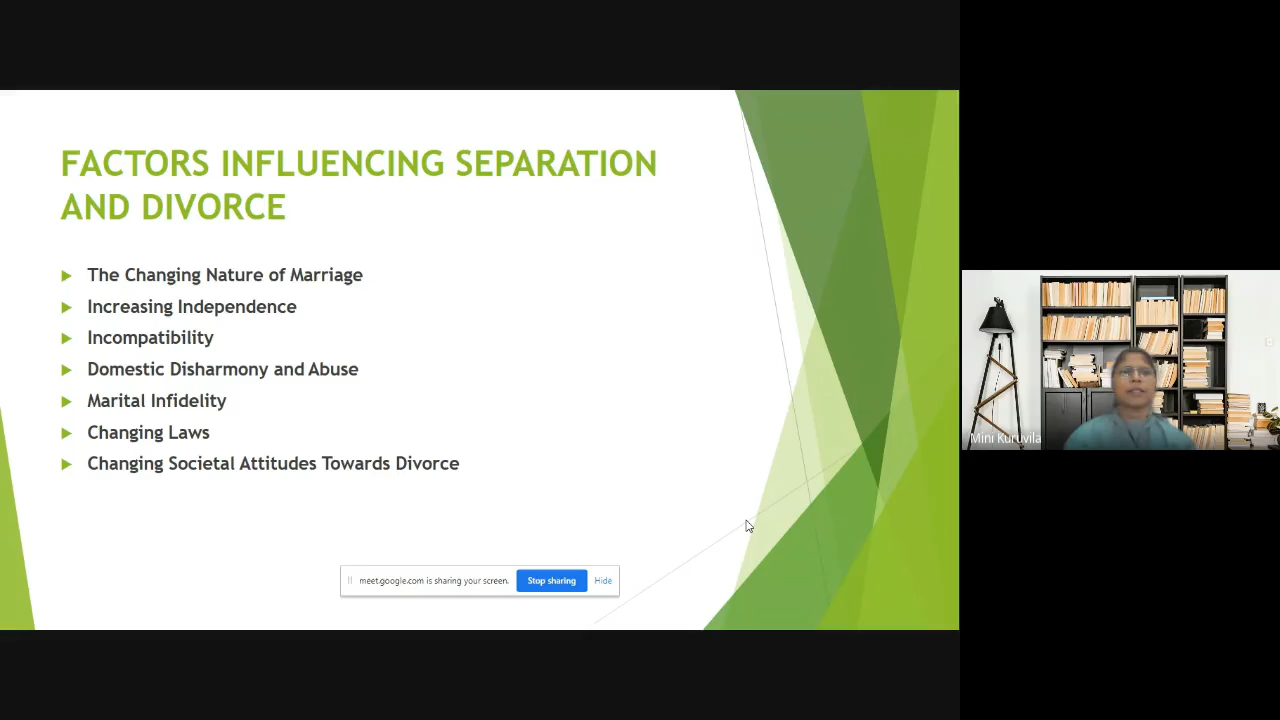 FACTORS INFLUENCING SEPARATION
AND DIVORCE
The Changing Nature of Marriage
Increasing Independence
Incompatibility
Domestic Disharmony and Abuse
Marital Infidelity
Changing Laws
Changing Societal Attitudes Towards Divorce
meet.google.com is sharing your screen. Stop sharing Hide
Mini Kuruvila